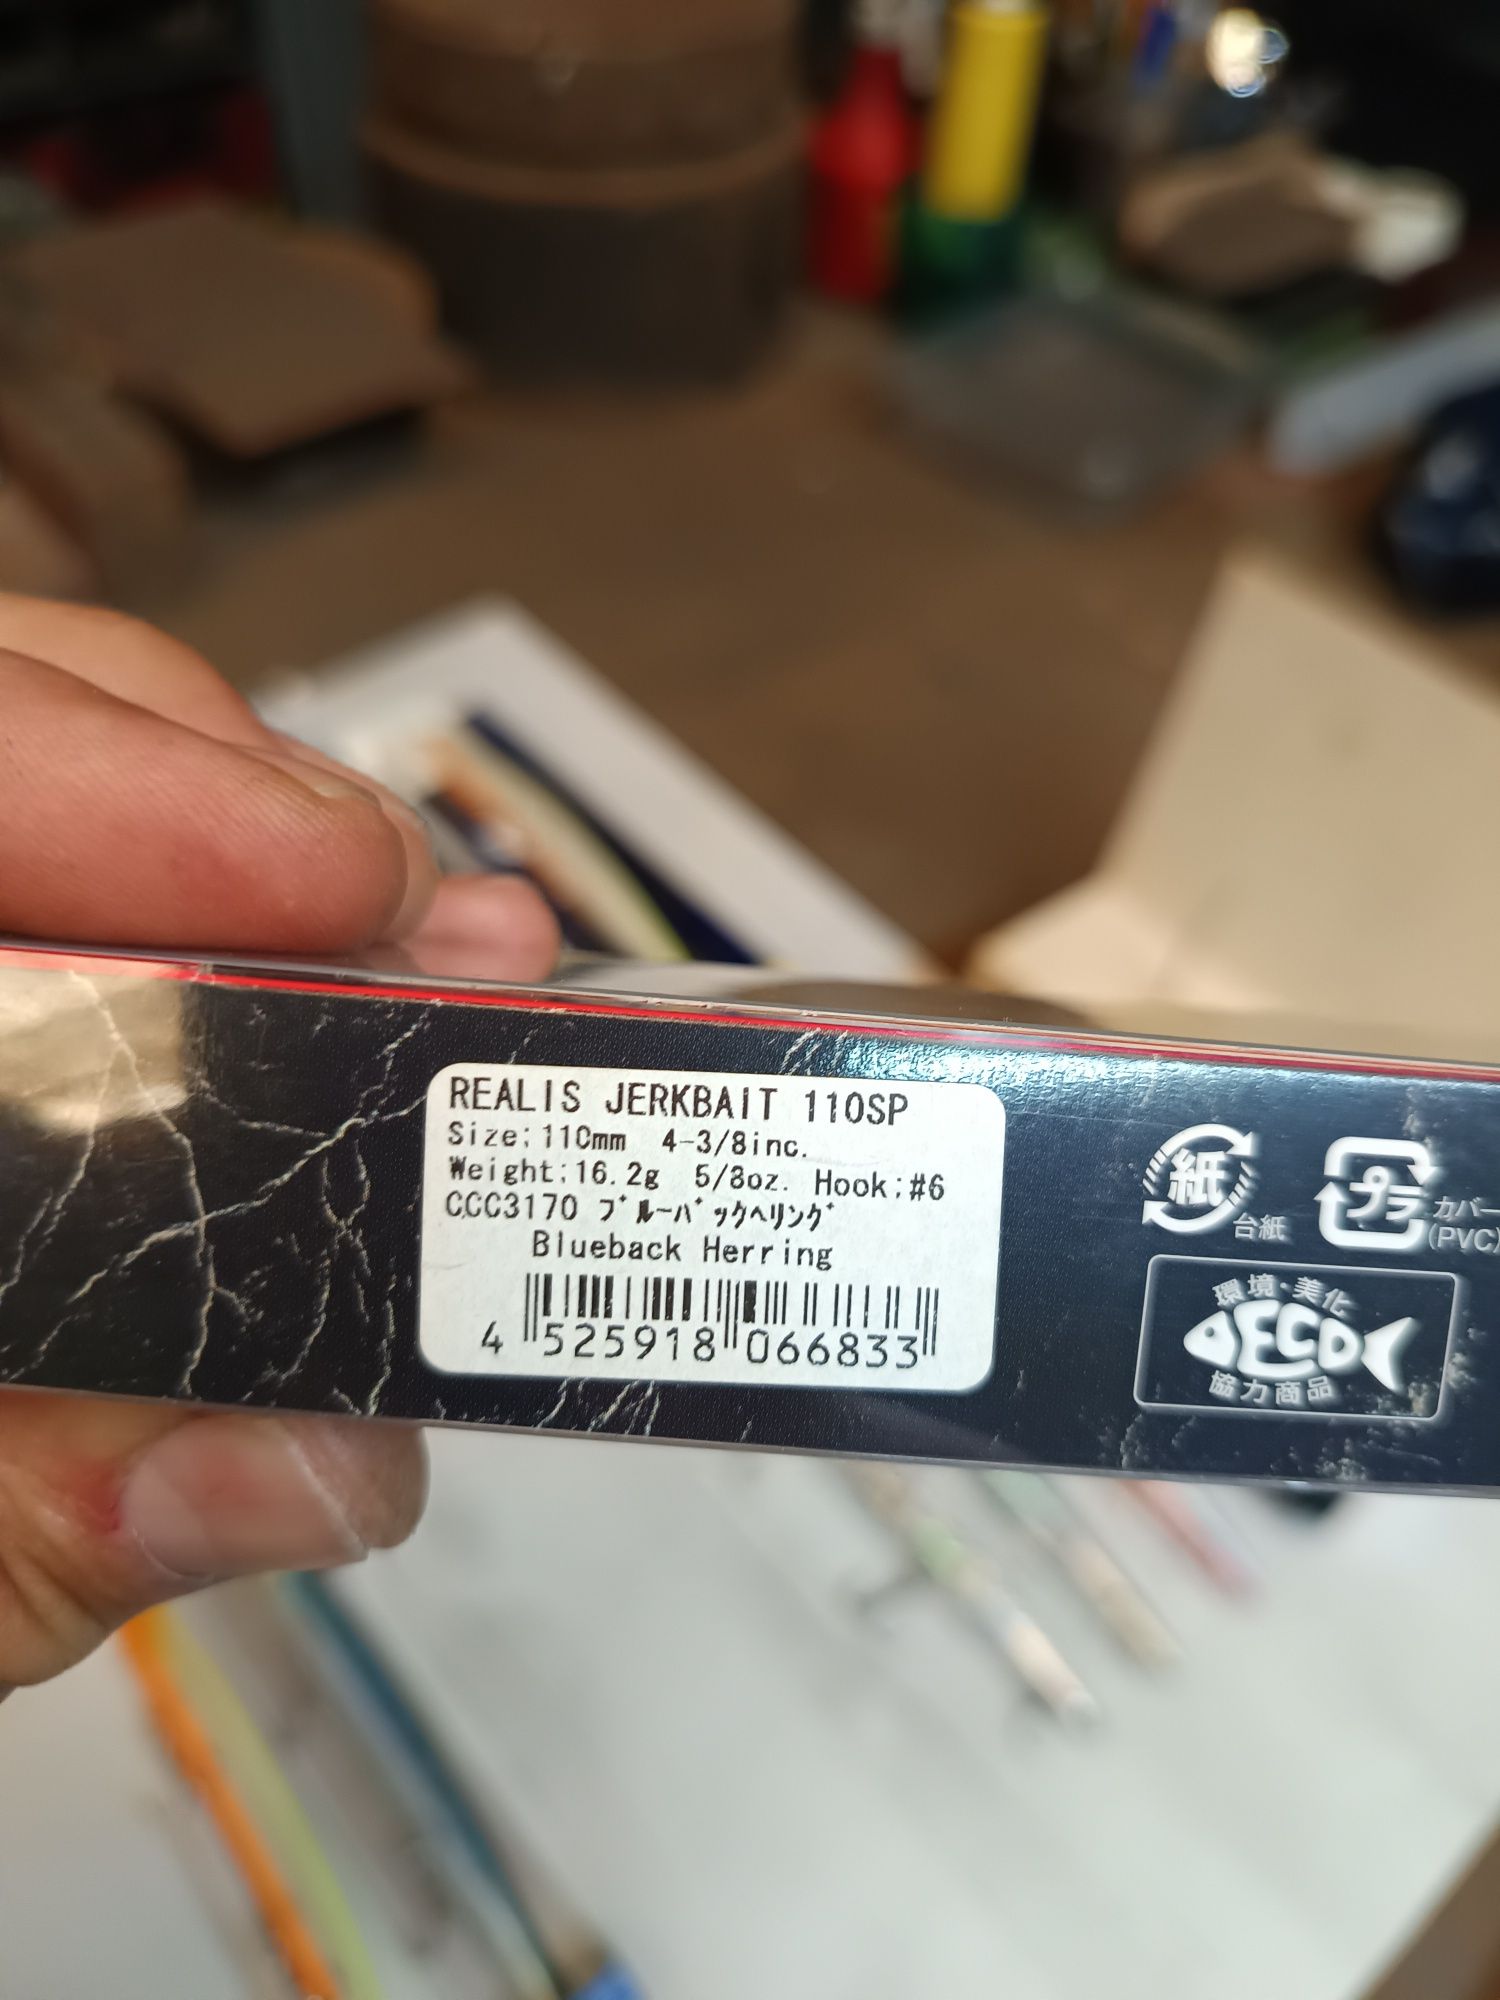 REALIS JERKBAIT 110SP
Size:110mm 4-3/8inc.
Weight:16.2g 5/8oz. Hook:#6
CCC3170 ブルーバックヘリング
Blueback Herring
4 525918 066833
紙
台紙
プラ
カバー
(PVC)
環境・美化
ECO
協力商品